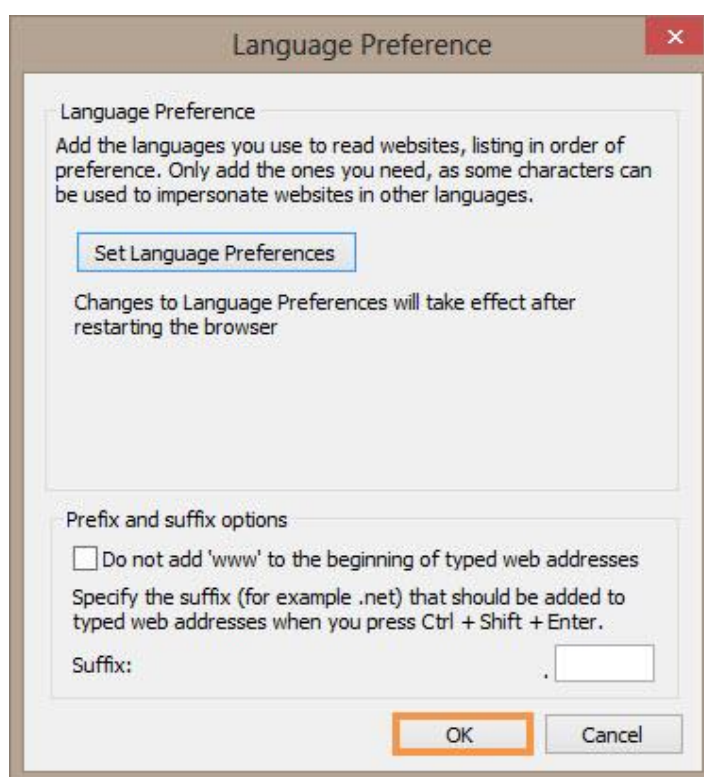 Language Preference
Language Preference
Add the languages you use to read websites, listing in order of
preference. Only add the ones you need, as some characters can
be used to impersonate websites in other languages.
Set Language Preferences
Changes to Language Preferences will take effect after
restarting the browser
Prefix and suffix options
Do not add 'www' to the beginning of typed web addresses
Specify the suffix (for example .net) that should be added to
typed web addresses when you press Ctrl + Shift + Enter.
Suffix: .
OK Cancel